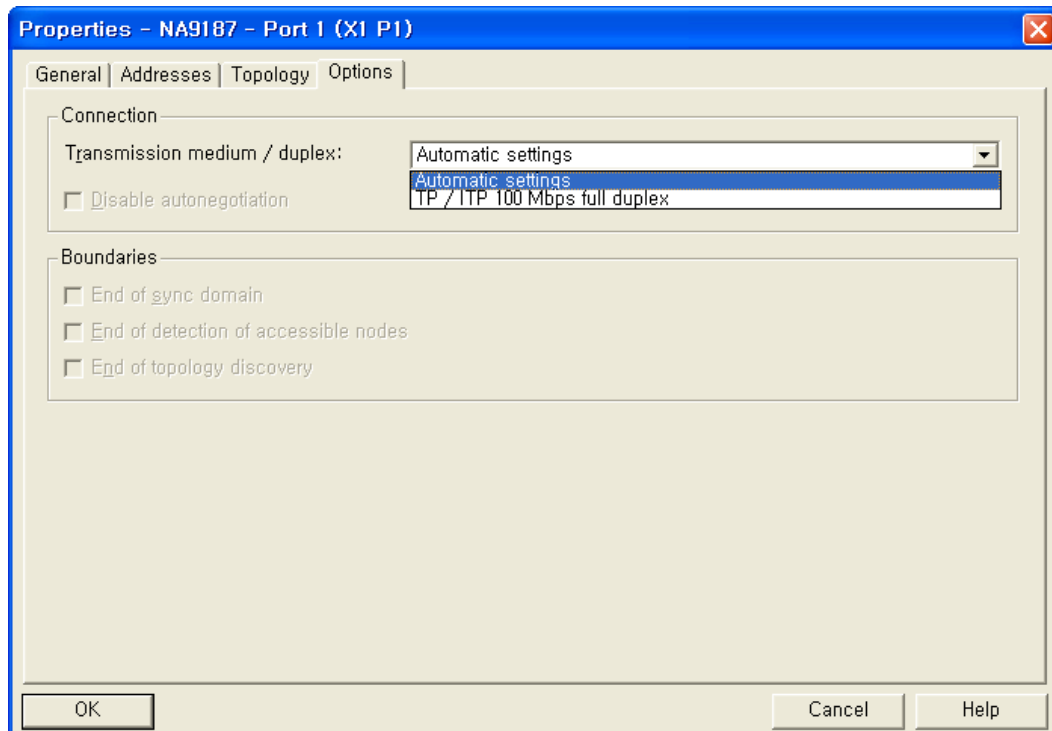 Properties - NA9187 - Port 1 (X1 P1)
General Addresses Topology Options
Connection
Transmission medium / duplex: Automatic settings
Automatic settings
Disable autonegotiation TP / ITP 100 Mbps full duplex
Boundaries
End of sync domain
End of detection of accessible nodes
End of topology discovery
OK Cancel Help